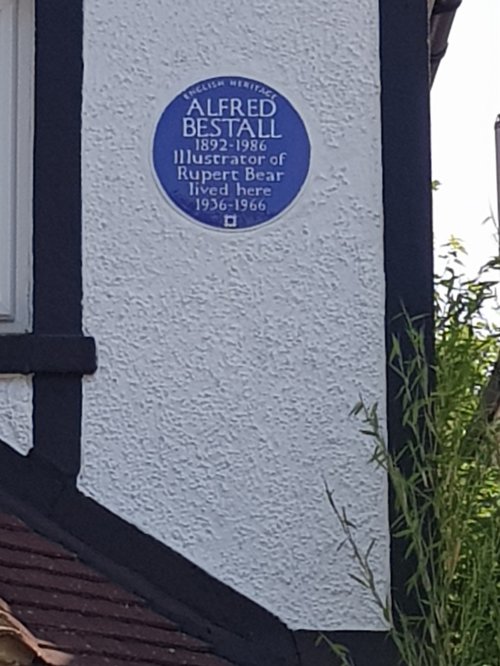 ENGLISH HERITAGE
ALFRED
BESTALL
1892-1986
Illustrator of
Rupert Bear
lived here
1936-1966